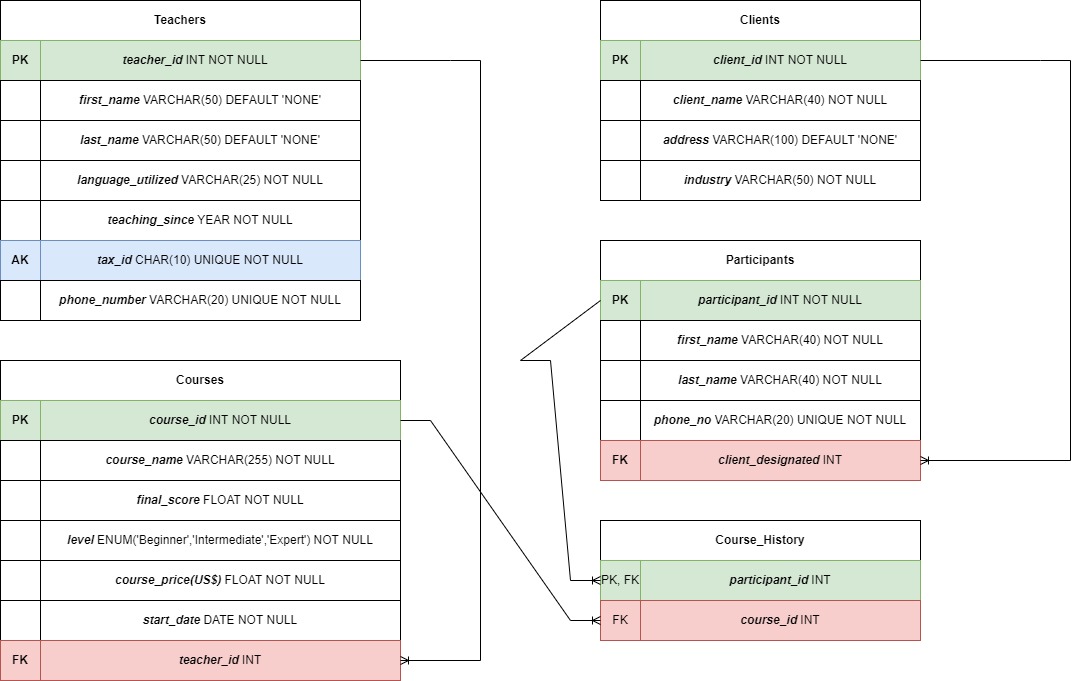 Teachers
PK teacher_id INT NOT NULL
first_name VARCHAR(50) DEFAULT 'NONE'
last_name VARCHAR(50) DEFAULT 'NONE'
language_utilized VARCHAR(25) NOT NULL
teaching_since YEAR NOT NULL
AK tax_id CHAR(10) UNIQUE NOT NULL
phone_number VARCHAR(20) UNIQUE NOT NULL
Courses
PK course_id INT NOT NULL
course_name VARCHAR(255) NOT NULL
final_score FLOAT NOT NULL
level ENUM('Beginner','Intermediate','Expert') NOT NULL
course_price(US$) FLOAT NOT NULL
start_date DATE NOT NULL
FK teacher_id INT
Clients
PK client_id INT NOT NULL
client_name VARCHAR(40) NOT NULL
address VARCHAR(100) DEFAULT 'NONE'
industry VARCHAR(50) NOT NULL
Participants
PK participant_id INT NOT NULL
first_name VARCHAR(40) NOT NULL
last_name VARCHAR(40) NOT NULL
phone_no VARCHAR(20) UNIQUE NOT NULL
FK client_designated INT
Course_History
PK, FK participant_id INT
FK course_id INT